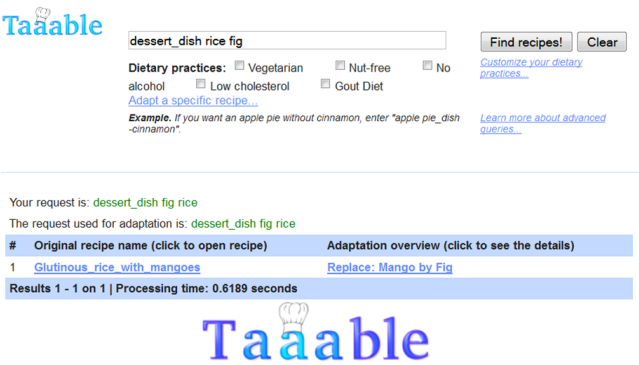 Taaable
dessert_dish rice fig
Find recipes! Clear
Dietary practices: Vegetarian Nut-free No
alcohol Low cholesterol Gout Diet
Customize your dietary
practices...
Adapt a specific recipe...
Example. If you want an apple pie without cinnamon, enter "apple pie_dish
-cinnamon".
Learn more about advanced
queries...
Your request is: dessert_dish fig rice
The request used for adaptation is: dessert_dish fig rice
# Original recipe name (click to open recipe) Adaptation overview (click to see the details)
1 Glutinous_rice_with_mangoes Replace: Mango by Fig
Results 1 - 1 on 1 | Processing time: 0.6189 seconds
Taaable